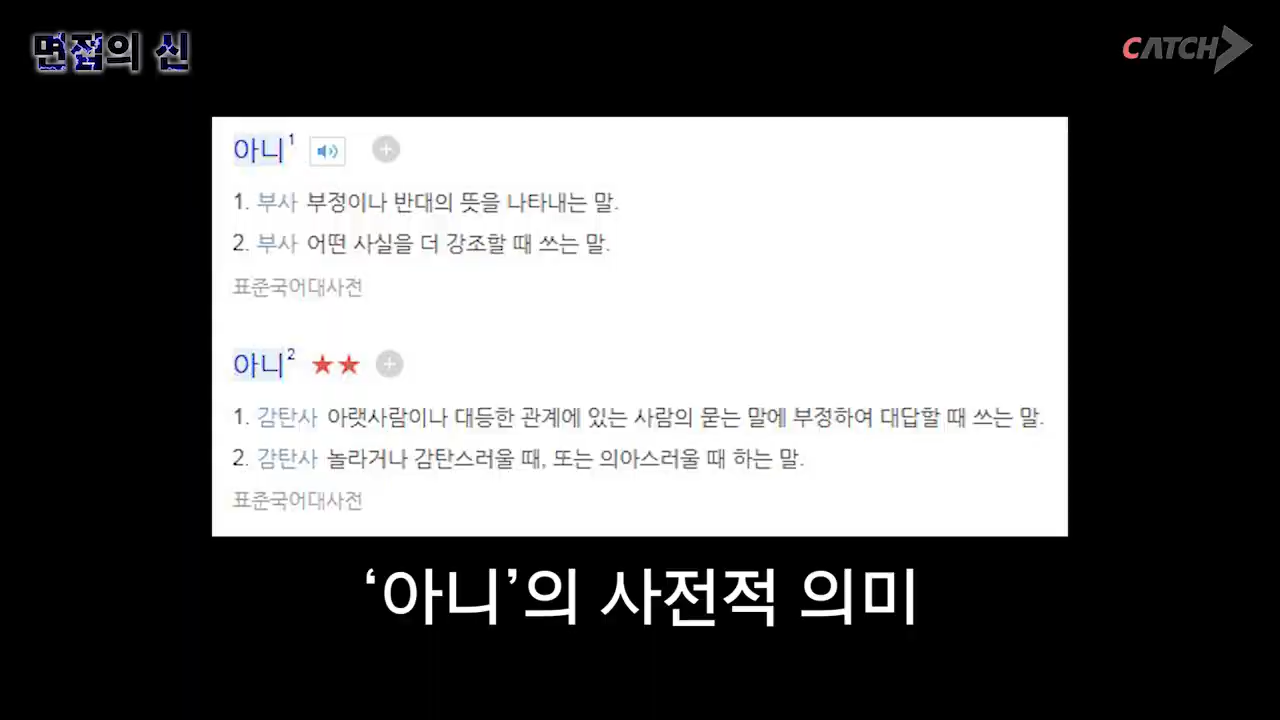 면접의 신
CATCH
아니1
1. 부사 부정이나 반대의 뜻을 나타내는 말.
2. 부사 어떤 사실을 더 강조할 때 쓰는 말.
표준국어대사전
아니2 ★★
1. 감탄사 아랫사람이나 대등한 관계에 있는 사람의 묻는 말에 부정하여 대답할 때 쓰는 말.
2. 감탄사 놀라거나 감탄스러울 때, 또는 의아스러울 때 하는 말.
표준국어대사전
‘아니’의 사전적 의미